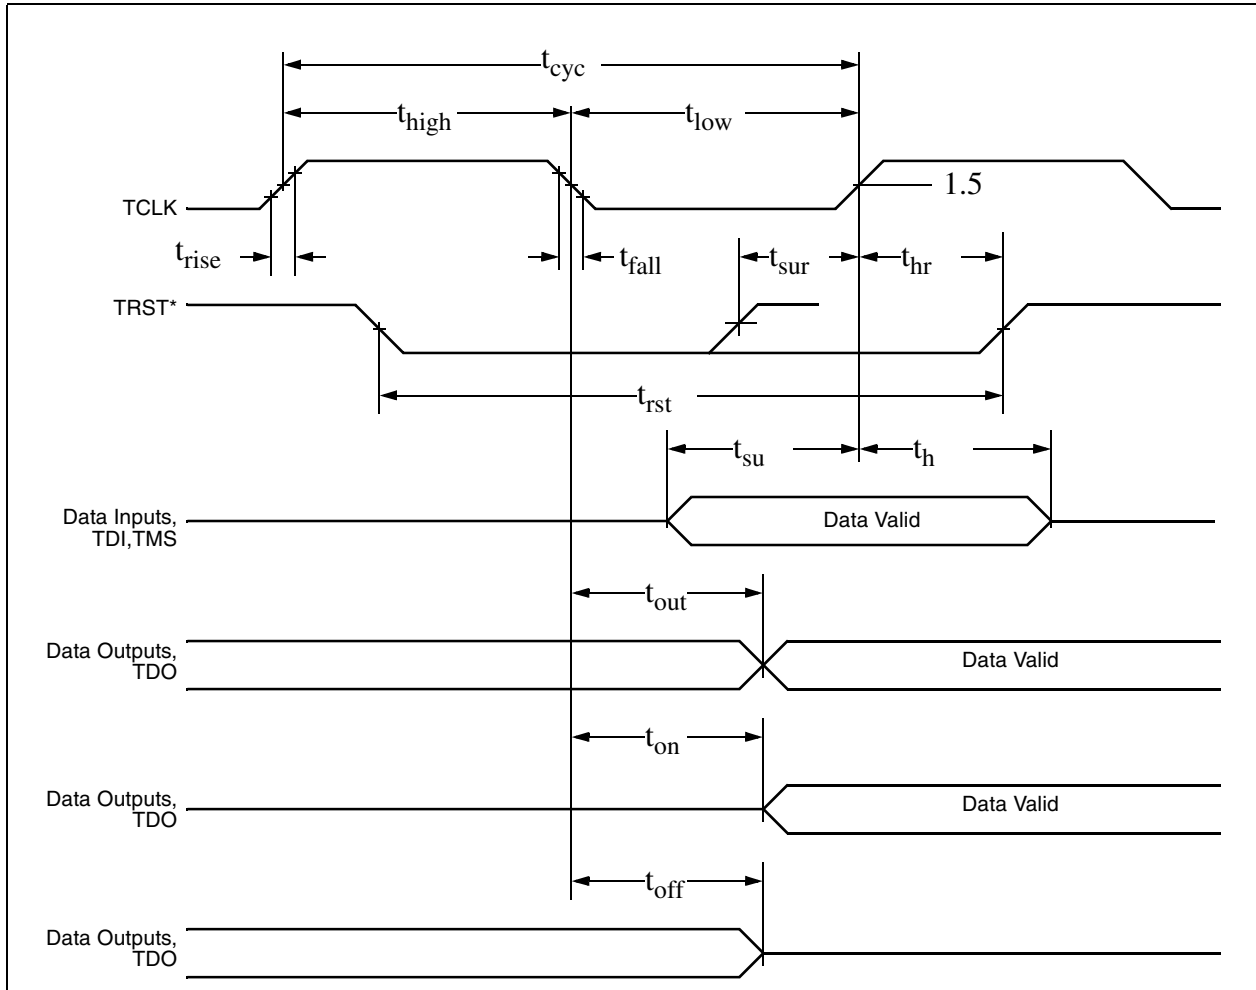 tcyc
thigh tlow
1.5
TCLK
trise tfall tsur thr
TRST*
trst
tsu th
Data Inputs,
TDI,TMS
Data Valid
tout
Data Outputs,
TDO
Data Valid
ton
Data Outputs,
TDO
Data Valid
toff
Data Outputs,
TDO